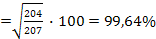 =√(204/207) · 100 = 99,64%